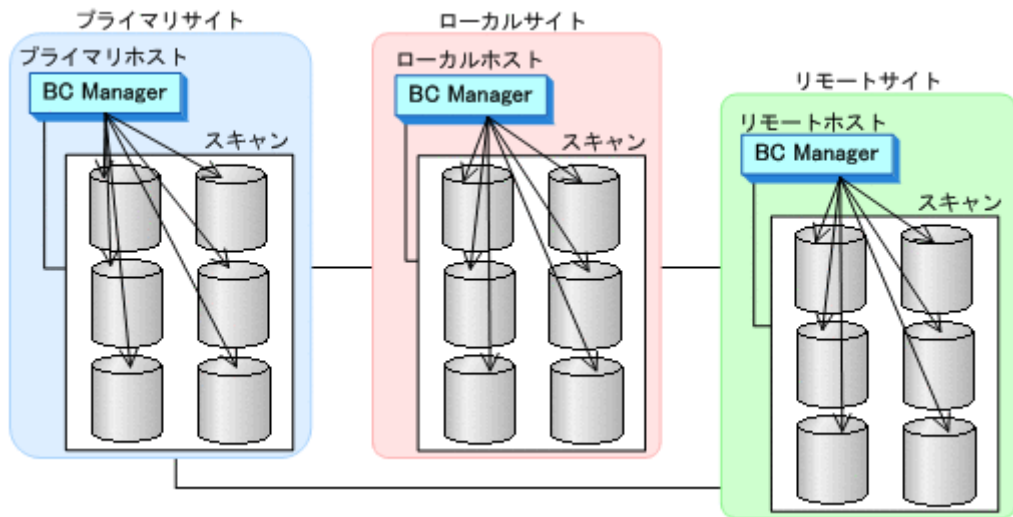 プライマリサイト
プライマリホスト
BC Manager
スキャン
ローカルサイト
ローカルホスト
BC Manager
スキャン
リモートサイト
リモートホスト
BC Manager
スキャン